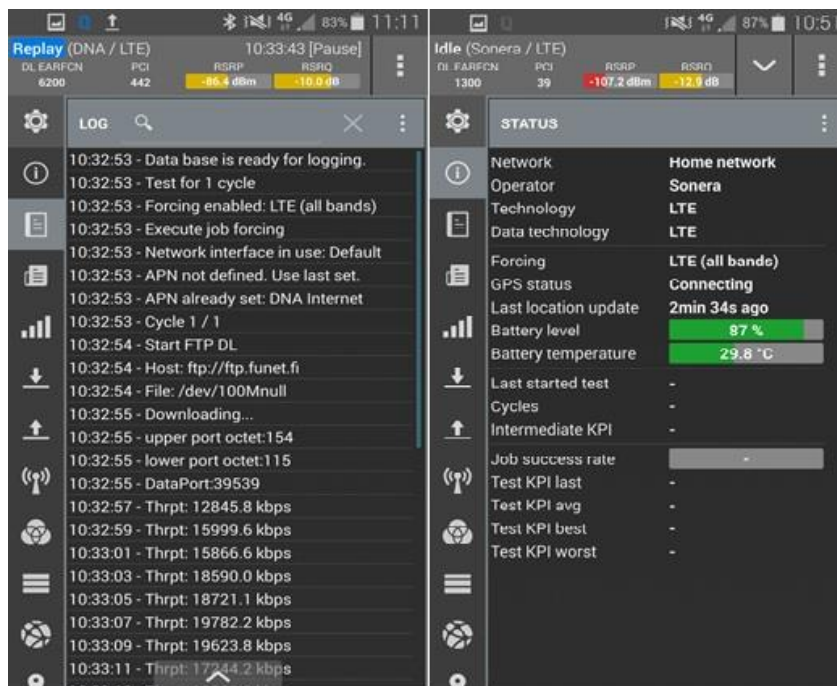 4G 83% 11:11
Replay (DNA / LTE) 10:33:43 [Pause]
DL EARFCN PCI RSRP RSRQ
6200 442 -86.4 dBm -10.0 dB
LOG
10:32:53 - Data base is ready for logging.
10:32:53 - Test for 1 cycle
10:32:53 - Forcing enabled: LTE (all bands)
10:32:53 - Execute job forcing
10:32:53 - Network interface in use: Default
10:32:53 - APN not defined. Use last set.
10:32:53 - APN already set: DNA Internet
10:32:53 - Cycle 1 / 1
10:32:54 - Start FTP DL
10:32:54 - Host: ftp://ftp.funet.fi
10:32:54 - File: /dev/100Mnull
10:32:55 - Downloading...
10:32:55 - upper port octet:154
10:32:55 - lower port octet:115
10:32:55 - DataPort:39539
10:32:57 - Thrpt: 12845.8 kbps
10:32:59 - Thrpt: 15999.6 kbps
10:33:01 - Thrpt: 15866.6 kbps
10:33:03 - Thrpt: 18590.0 kbps
10:33:05 - Thrpt: 18721.1 kbps
10:33:07 - Thrpt: 19782.2 kbps
10:33:09 - Thrpt: 19623.8 kbps
10:33:11 - Thrpt: 17244.2 kbps
4G 87% 10:51
Idle (Sonera / LTE)
DL EARFCN PCI RSRP RSRQ
1300 39 -107.2 dBm -12.9 dB
STATUS
Network Home network
Operator Sonera
Technology LTE
Data technology LTE
Forcing LTE (all bands)
GPS status Connecting
Last location update 2min 34s ago
Battery level 87 %
Battery temperature 29.8 °C
Last started test -
Cycles -
Intermediate KPI -
Job success rate -
Test KPI last -
Test KPI avg -
Test KPI best -
Test KPI worst -